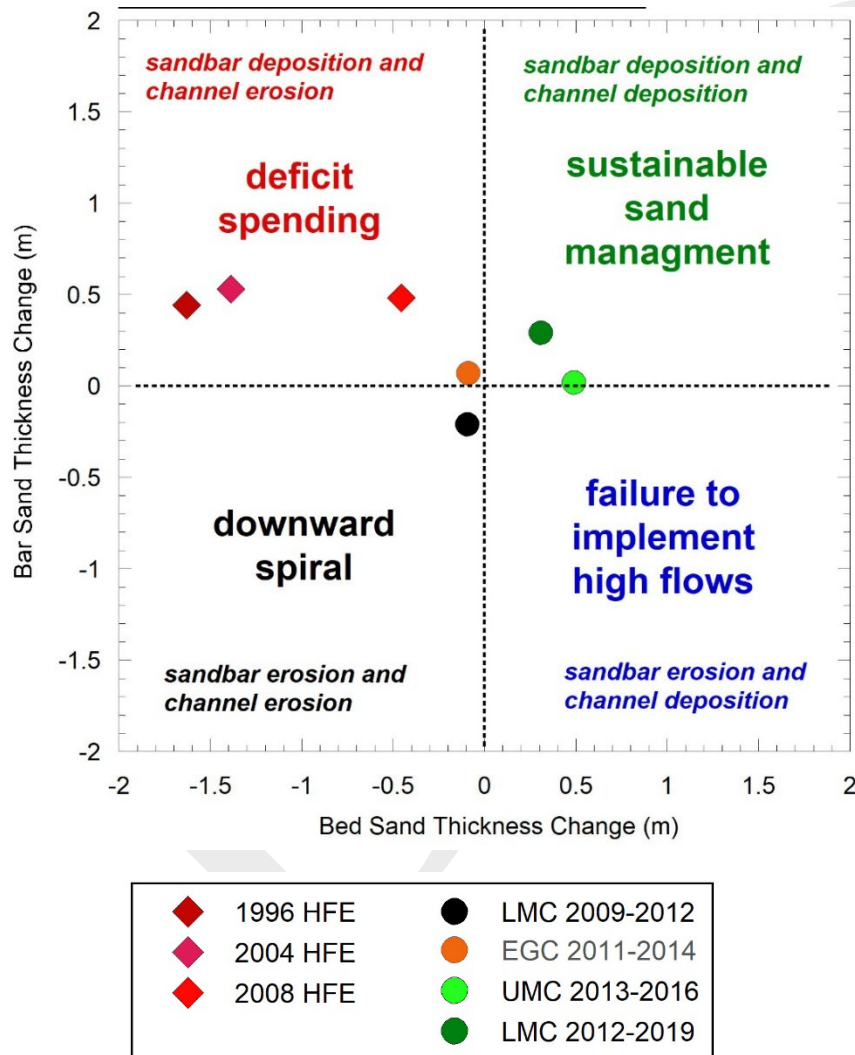 2
sandbar deposition and
channel erosion
sandbar deposition and
channel deposition
1.5
deficit
spending
sustainable
sand
managment
1
0.5
0
-0.5
downward
spiral
failure to
implement
high flows
-1
-1.5
sandbar erosion and
channel erosion
sandbar erosion and
channel deposition
-2
Bar Sand Thickness Change (m)
-2 -1.5 -1 -0.5 0 0.5 1 1.5 2
Bed Sand Thickness Change (m)
1996 HFE
2004 HFE
2008 HFE
LMC 2009-2012
EGC 2011-2014
UMC 2013-2016
LMC 2012-2019